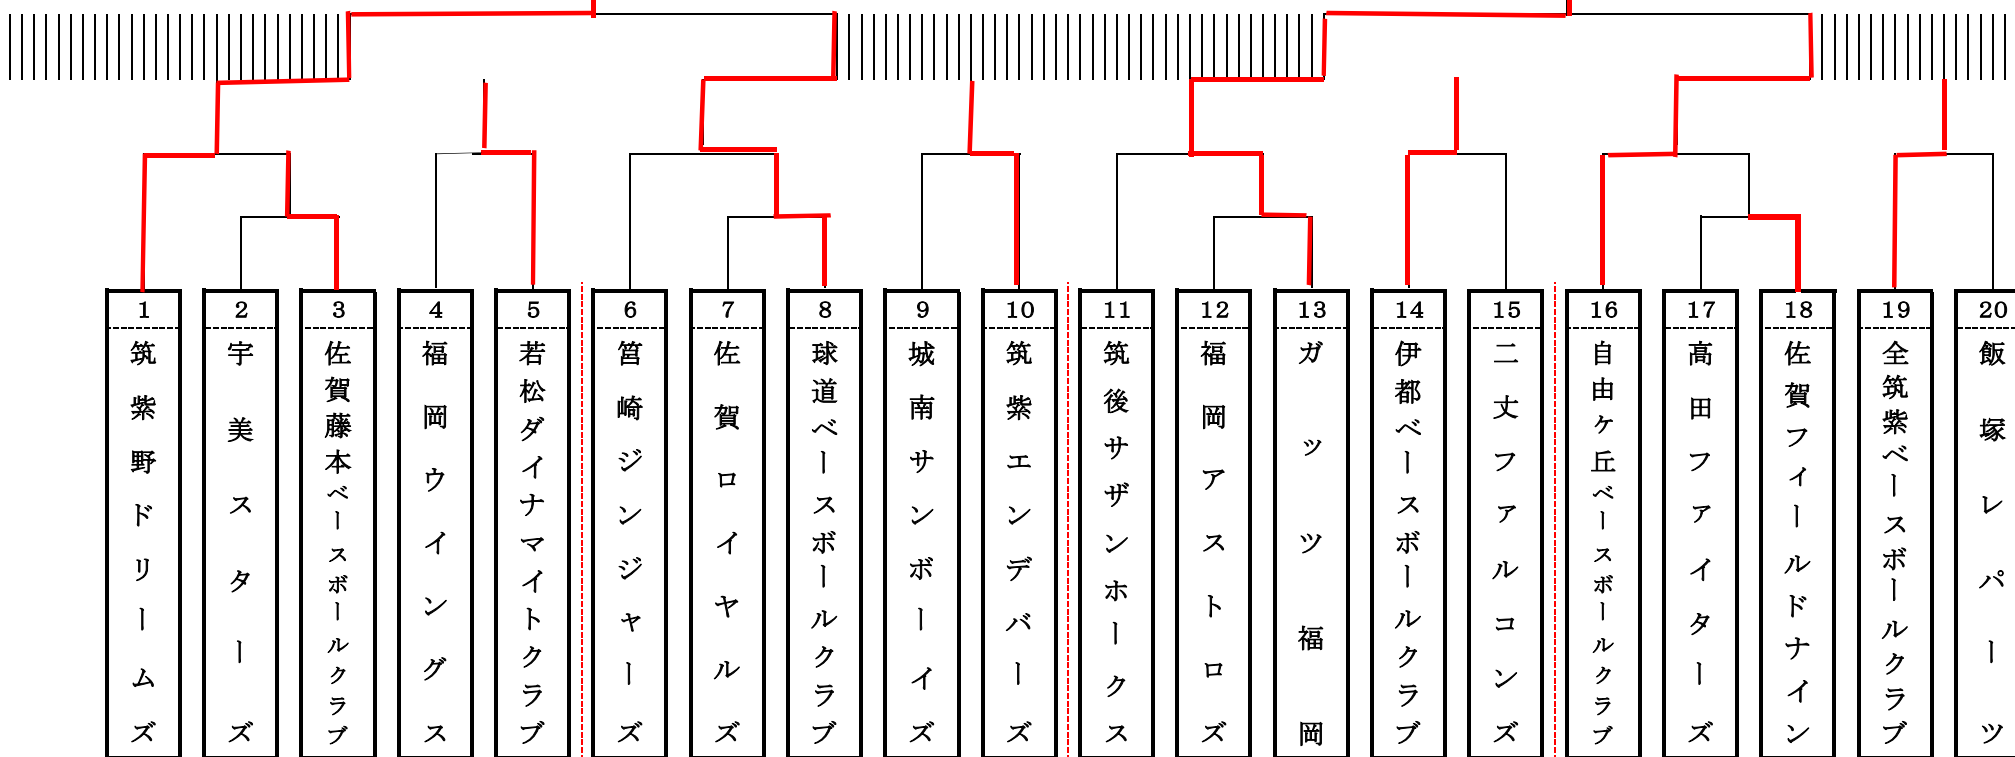 1
筑紫野ドリームズ
2
宇美スターズ
3
佐賀藤本ベースボールクラブ
4
福岡ウイングス
5
若松ダイナマイトクラブ
6
筥崎ジンジャーズ
7
佐賀ロイヤルズ
8
球道ベースボールクラブ
9
城南サンボーイズ
10
筑紫エンデバーズ
11
筑後サザンホークス
12
福岡アストロズ
13
ガッツ福岡
14
伊都ベースボールクラブ
15
二丈ファルコンズ
16
自由ケ丘ベースボールクラブ
17
高田ファイターズ
18
佐賀フィールドナイン
19
全筑紫ベースボールクラブ
20
飯塚レパーツ